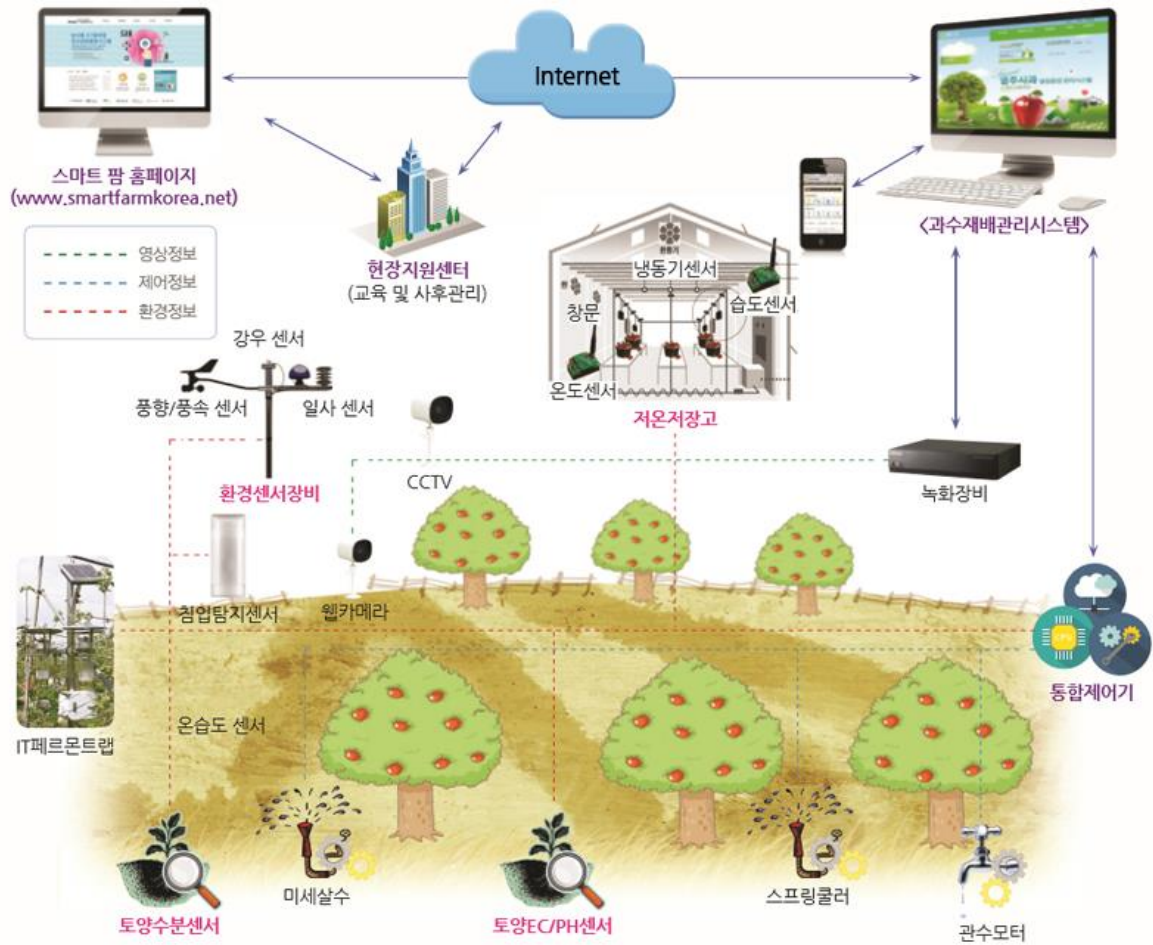 Internet
스마트 팜 홈페이지
(www.smartfarmkorea.net)
현장지원센터
(교육 및 사후관리)
<과수재배관리시스템>
영상정보
제어정보
환경정보
환풍기
냉동기센서
습도센서
창문
온도센서
저온저장고
강우 센서
풍향/풍속 센서
일사 센서
환경센서장비
CCTV
녹화장비
침입탐지센서
웹카메라
IT페르몬트랩
온습도 센서
CPU
통합제어기
미세살수
스프링쿨러
토양수분센서
토양EC/PH센서
관수모터